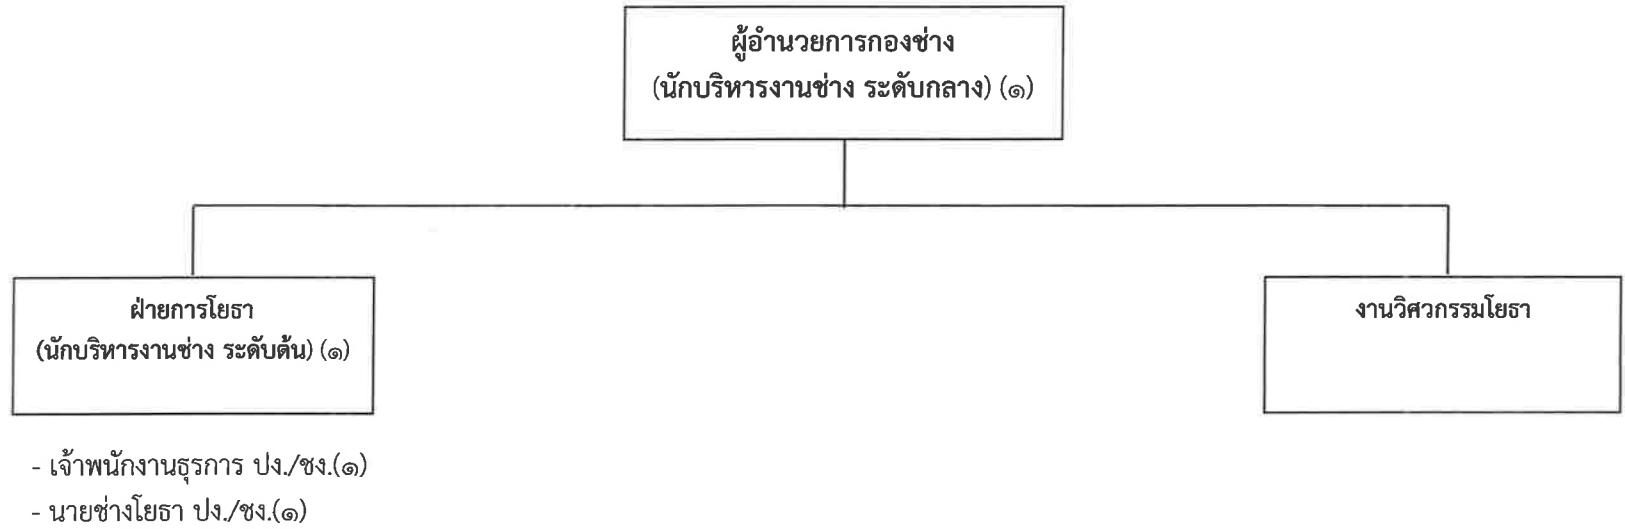 ผู้อำนวยการกองช่าง
(นักบริหารงานช่าง ระดับกลาง) (๑)
ฝ่ายการโยธา
(นักบริหารงานช่าง ระดับต้น) (๑)
งานวิศวกรรมโยธา
- เจ้าพนักงานธุรการ ปง./ชง.(๑)
- นายช่างโยธา ปง./ชง.(๑)